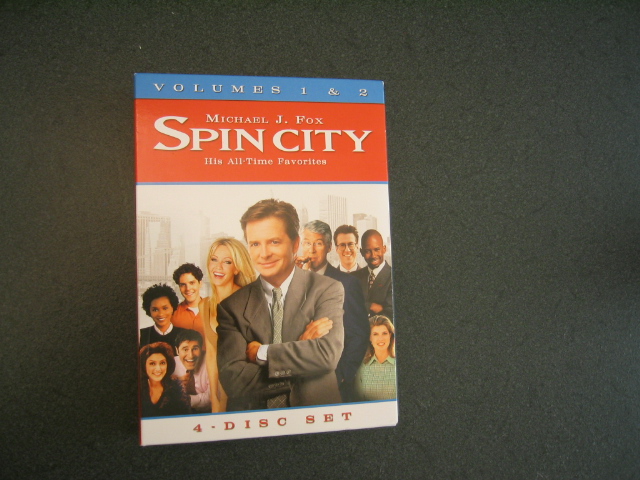 VOLUMES 1 & 2
MICHAEL J. FOX
SPIN CITY
His All-Time Favorites
4-DISC SET